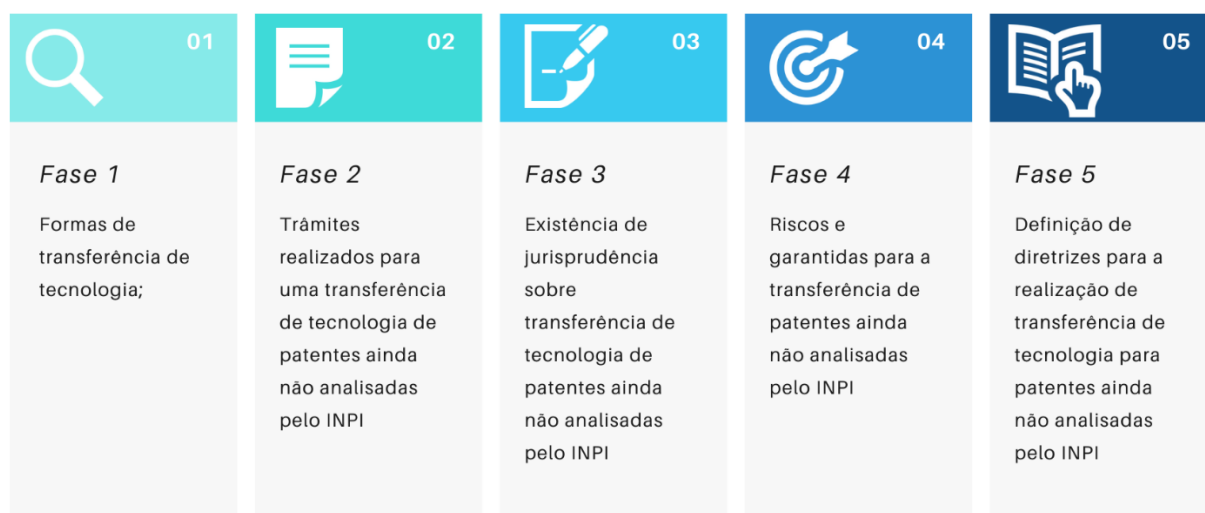 01
Fase 1
Formas de
transferência de
tecnologia;
02
Fase 2
Trâmites
realizados para
uma transferência
de tecnologia de
patentes ainda
não analisadas
pelo INPI
03
Fase 3
Existência de
jurisprudência
sobre
transferência de
tecnologia de
patentes ainda
não analisadas
pelo INPI
04
Fase 4
Riscos e
garantidas para a
transferência de
patentes ainda
não analisadas
pelo INPI
05
Fase 5
Definição de
diretrizes para a
realização de
transferência de
tecnologia para
patentes ainda
não analisadas
pelo INPI